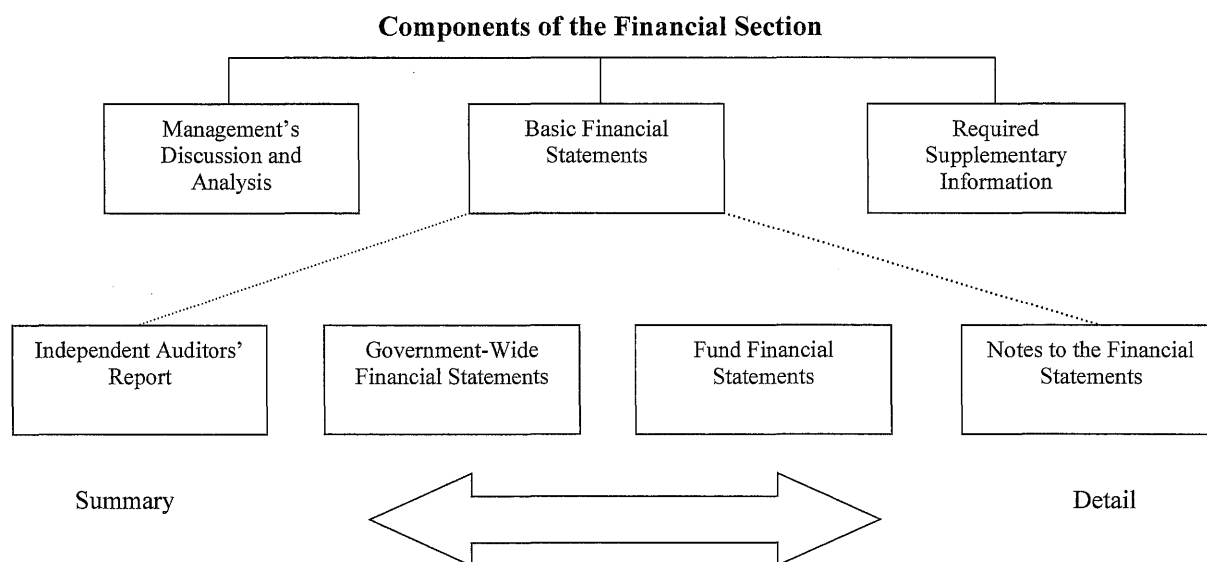 Components of the Financial Section
Management’s
Discussion and
Analysis
Basic Financial
Statements
Required
Supplementary
Information
Independent Auditors’
Report
Government-Wide
Financial Statements
Fund Financial
Statements
Notes to the Financial
Statements
Summary
Detail